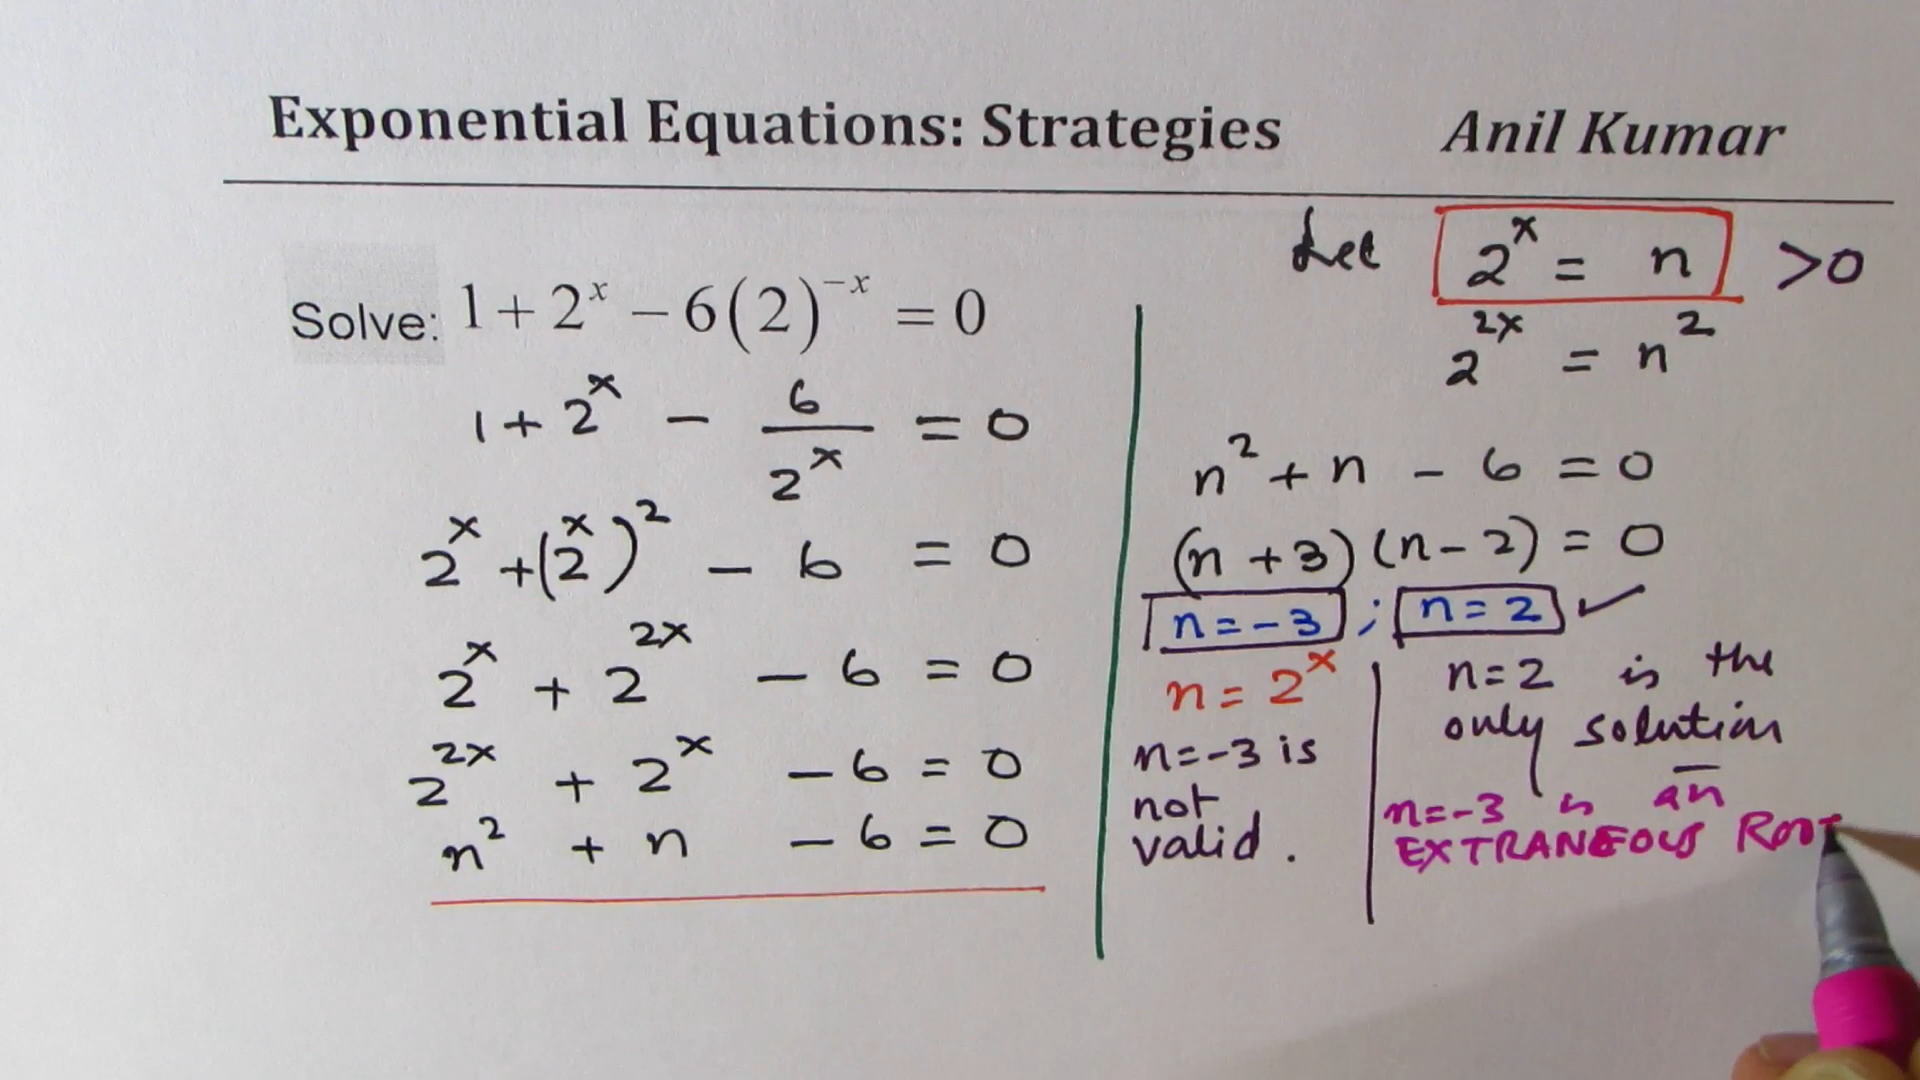 Exponential Equations: Strategies Anil Kumar
Solve: 1 + 2^x − 6(2)^−x = 0
1 + 2^x − 6/2^x = 0
2^x + (2^x)^2 − 6 = 0
2^x + 2^2x − 6 = 0
2^2x + 2^x − 6 = 0
n^2 + n − 6 = 0
Let 2^x = n >0
2^2x = n^2
n^2 + n − 6 = 0
(n + 3) (n − 2) = 0
n = −3 ; n = 2 ✓
n = 2^x
n = −3 is
not
valid.
n = 2 is the
only solution
n = −3 is an
EXTRANEOUS ROOT